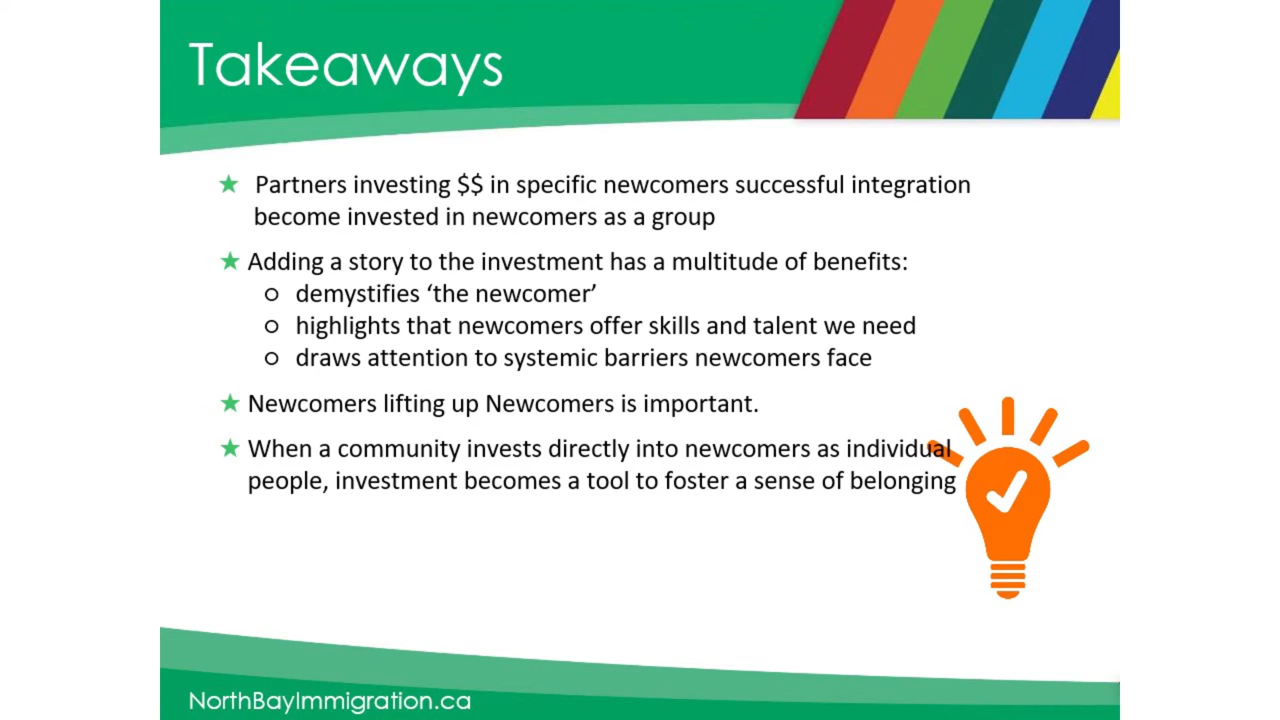 Takeaways
★ Partners investing $$ in specific newcomers successful integration
become invested in newcomers as a group
★ Adding a story to the investment has a multitude of benefits:
○ demystifies ‘the newcomer’
○ highlights that newcomers offer skills and talent we need
○ draws attention to systemic barriers newcomers face
★ Newcomers lifting up Newcomers is important.
★ When a community invests directly into newcomers as individual
people, investment becomes a tool to foster a sense of belonging
NorthBayImmigration.ca